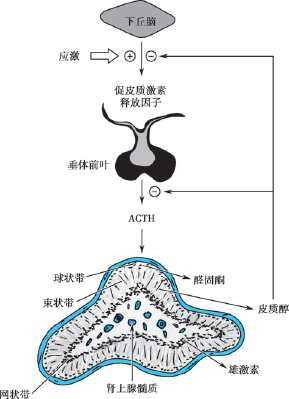 下丘脑
应激
+
−
促皮质激素
释放因子
垂体前叶
−
ACTH
球状带
醛固酮
束状带
皮质醇
网状带
肾上腺髓质
雄激素